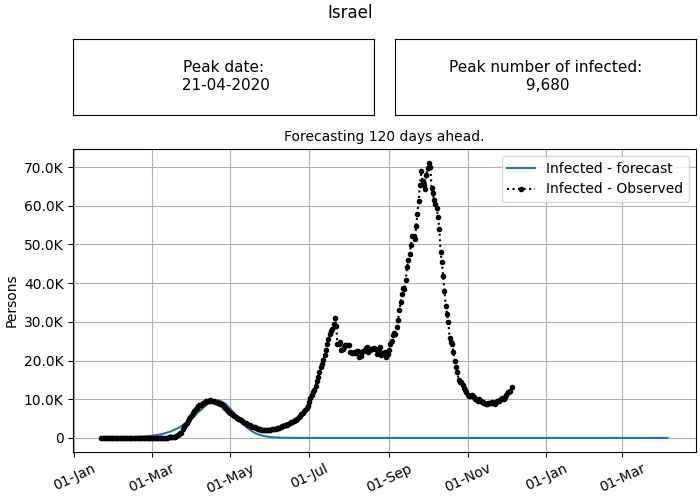 Israel
Peak date:
21-04-2020
Peak number of infected:
9,680
Forecasting 120 days ahead.
Infected - forecast
Infected - Observed
70.0K
60.0K
50.0K
40.0K
30.0K
20.0K
10.0K
0
Persons
01-Jan
01-Mar
01-May
01-Jul
01-Sep
01-Nov
01-Jan
01-Mar